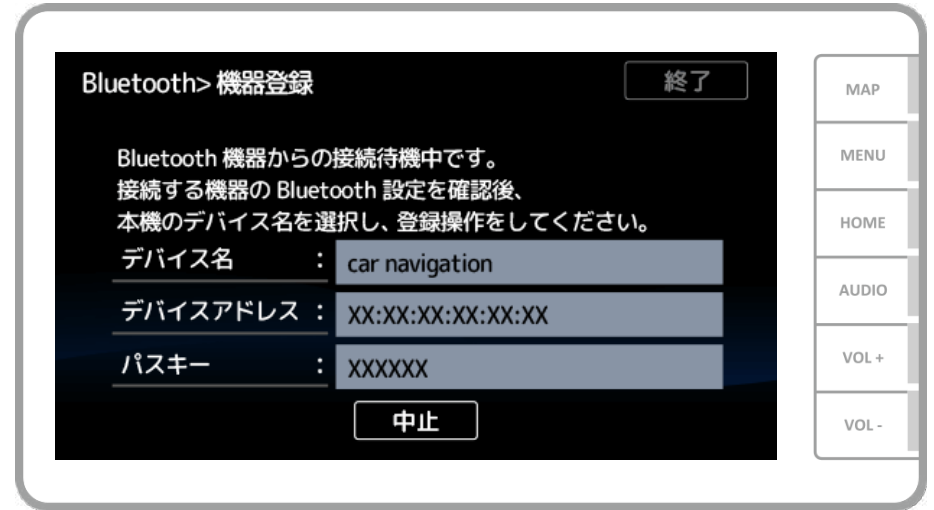 Bluetooth> 機器登録
終了
Bluetooth 機器からの接続待機中です。
接続する機器の Bluetooth 設定を確認後、
本機のデバイス名を選択し、登録操作をしてください。
デバイス名 : car navigation
デバイスアドレス : XX:XX:XX:XX:XX:XX
パスキー : XXXXXX
中止
MAP
MENU
HOME
AUDIO
VOL +
VOL -